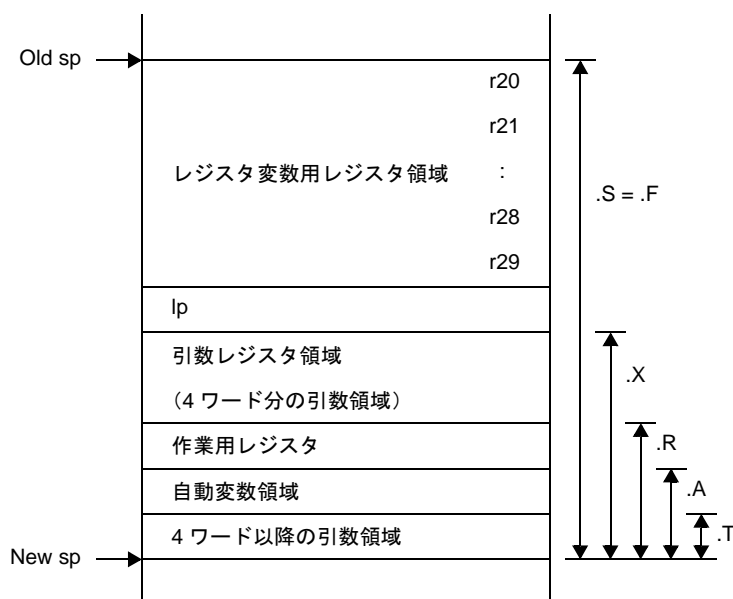 Old sp
r20
r21
レジスタ変数用レジスタ領域 :
.S = .F
r28
r29
lp
引数レジスタ領域
.X
（4 ワード分の引数領域）
作業用レジスタ
.R
自動変数領域
.A
4 ワード以降の引数領域
.T
New sp